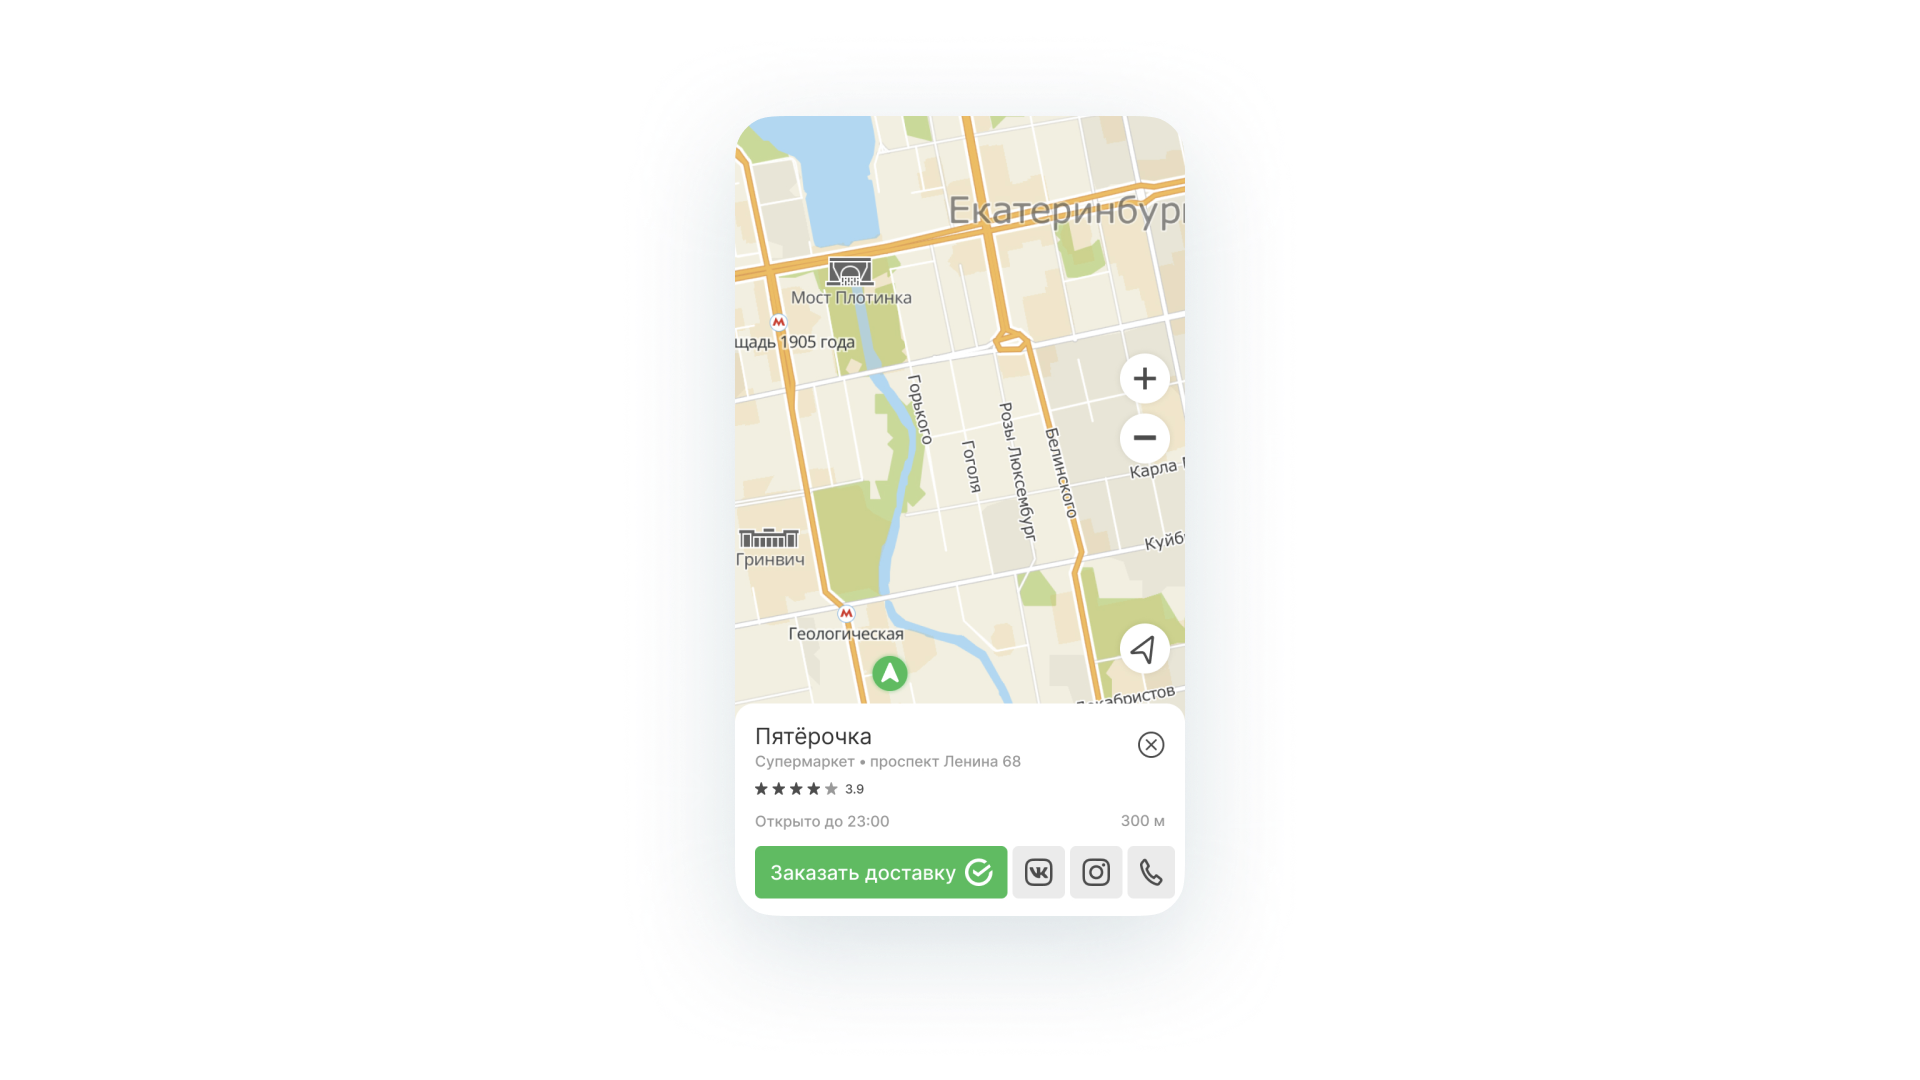 Екатеринбург
Мост Плотинка
щадь 1905 года
Горького
Розы Люксембург
Белинского
Гоголя
Карла
Куйб
Гринвич
Геологическая
Декабристов
Пятёрочка
Супермаркет • проспект Ленина 68
3.9
Открыто до 23:00
300 м
Заказать доставку